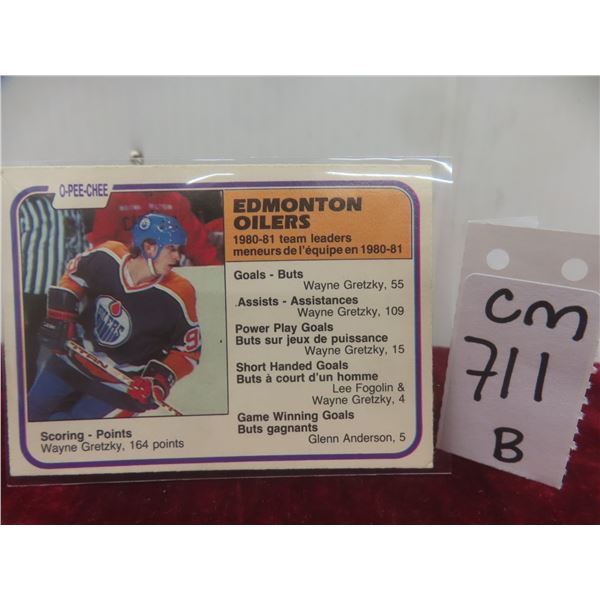 O-PEE-CHEE
EDMONTON
OILERS
1980-81 team leaders
meneurs de l'équipe en 1980-81
Goals - Buts
Wayne Gretzky, 55
Assists - Assistances
Wayne Gretzky, 109
Power Play Goals
Buts sur jeux de puissance
Wayne Gretzky, 15
Short Handed Goals
Buts à court d'un homme
Lee Fogolin &
Wayne Gretzky, 4
Game Winning Goals
Buts gagnants
Glenn Anderson, 5
Scoring - Points
Wayne Gretzky, 164 points
OILERS
9
CM
711
B